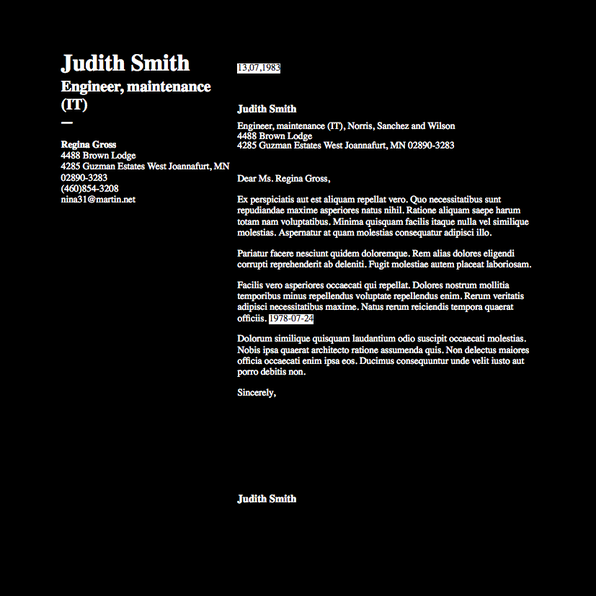 Judith Smith
Engineer, maintenance
(IT)
—
Regina Gross
4488 Brown Lodge
4285 Guzman Estates West Joannafurt, MN
02890-3283
(460)854-3208
nina31@martin.net
13,07,1983
Judith Smith
Engineer, maintenance (IT), Norris, Sanchez and Wilson
4488 Brown Lodge
4285 Guzman Estates West Joannafurt, MN 02890-3283
Dear Ms. Regina Gross,
Ex perspiciatis aut est aliquam repellat vero. Quo necessitatibus sunt
repudiandae maxime asperiores natus nihil. Ratione aliquam saepe harum
totam nam voluptatibus. Minima quisquam facilis itaque nulla vel similique
molestias. Aspernatur at quam molestias consequatur adipisci illo.
Pariatur facere nesciunt quidem doloremque. Rem alias dolores eligendi
corrupti reprehenderit ab deleniti. Fugit molestiae autem placeat laboriosam.
Facilis vero asperiores occaecati qui repellat. Dolores nostrum mollitia
temporibus minus repellendus voluptate repellendus enim. Rerum veritatis
adipisci necessitatibus maxime. Natus rerum reiciendis tempora quaerat
officiis. 1978-07-24
Dolorum similique quisquam laudantium odio suscipit occaecati molestias.
Nobis ipsa quaerat architecto ratione assumenda quis. Non delectus maiores
officia occaecati enim ipsa eos. Ducimus consequuntur unde velit iusto aut
porro debitis non.
Sincerely,
Judith Smith